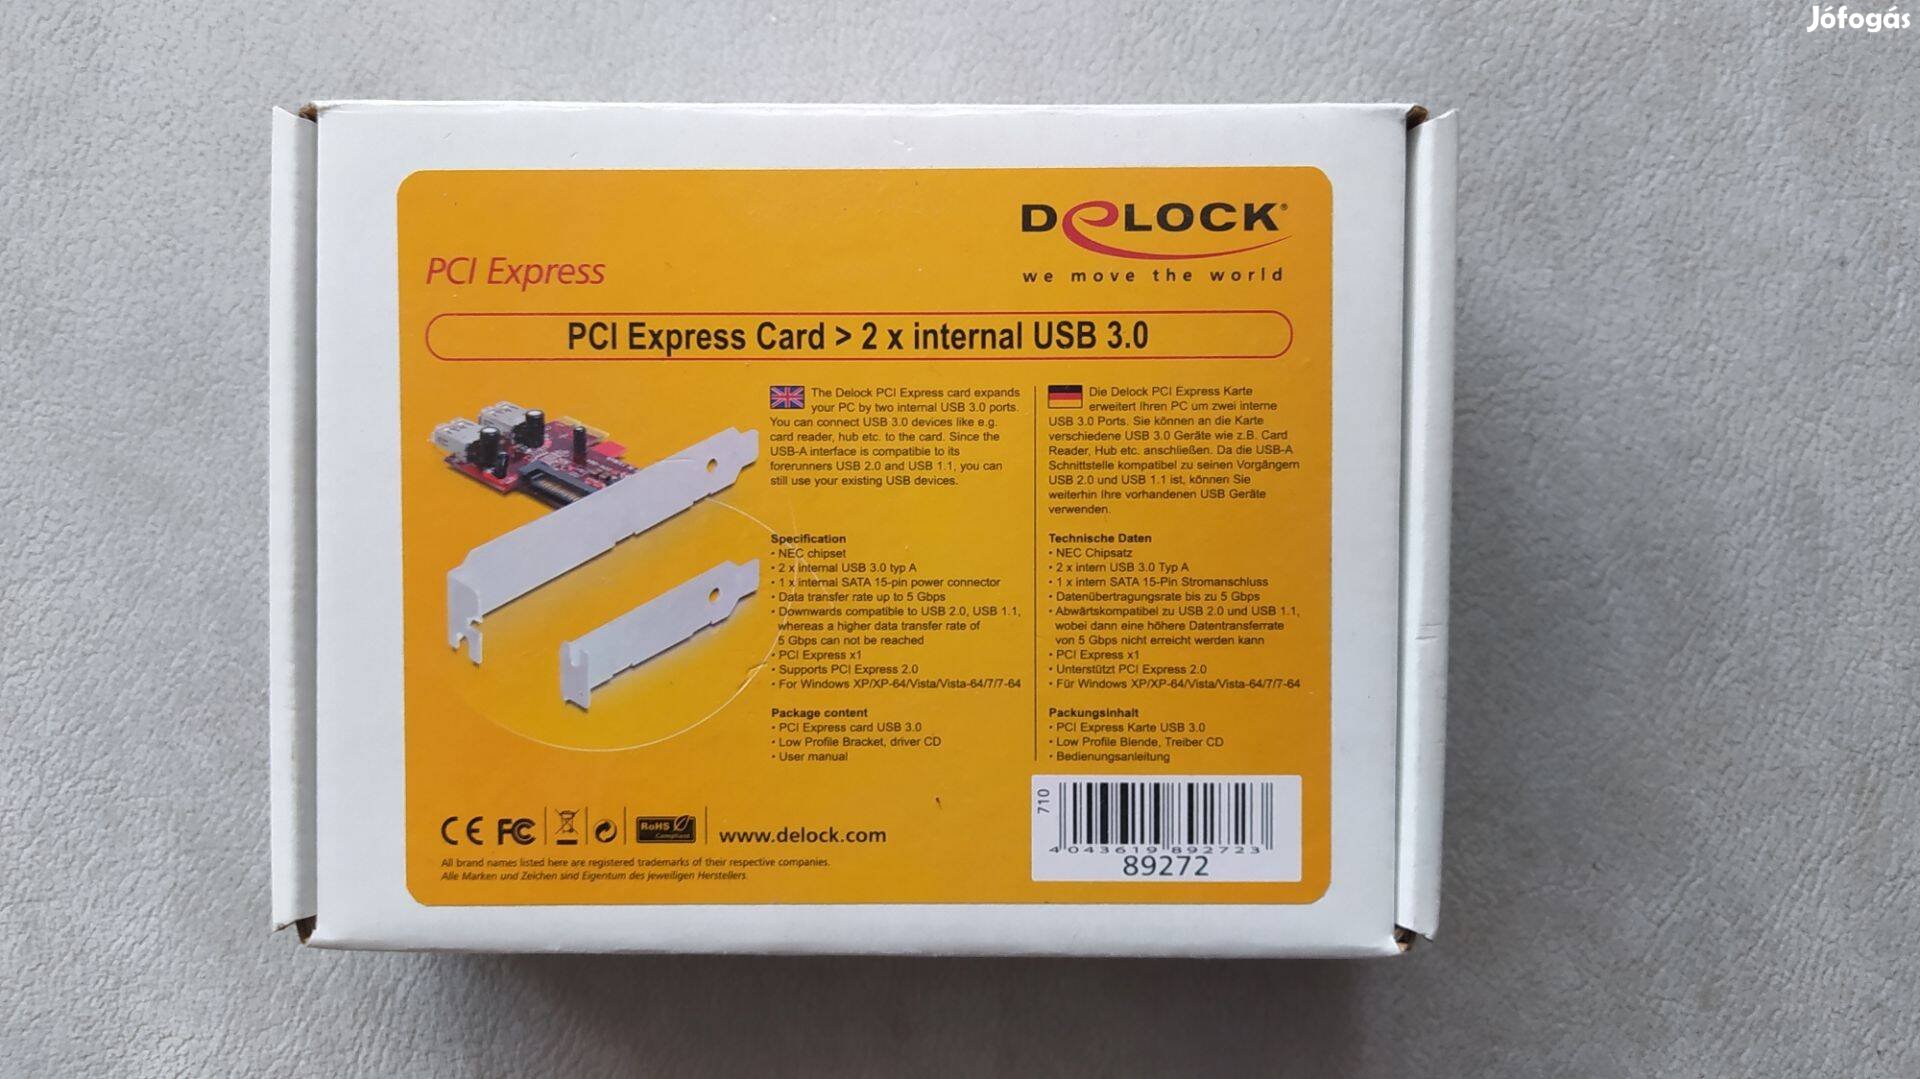 Jófogás
DeLOCK®
we move the world
PCI Express
PCI Express Card > 2 x internal USB 3.0
The Delock PCI Express card expands
your PC by two internal USB 3.0 ports.
You can connect USB 3.0 devices like e.g.
card reader, hub etc. to the card. Since the
USB-A interface is compatible to its
forerunners USB 2.0 and USB 1.1, you can
still use your existing USB devices.
Specification
• NEC chipset
• 2 x internal USB 3.0 typ A
• 1 x internal SATA 15-pin power connector
• Data transfer rate up to 5 Gbps
• Downwards compatible to USB 2.0, USB 1.1,
whereas a higher data transfer rate of
5 Gbps can not be reached
• PCI Express x1
• Supports PCI Express 2.0
• For Windows XP/XP-64/Vista/Vista-64/7/7-64
Package content
• PCI Express card USB 3.0
• Low Profile Bracket, driver CD
• User manual
Die Delock PCI Express Karte
erweitert Ihren PC um zwei interne
USB 3.0 Ports. Sie können an die Karte
verschiedene USB 3.0 Geräte wie z.B. Card
Reader, Hub etc. anschließen. Da die USB-A
Schnittstelle kompatibel zu seinen Vorgängern
USB 2.0 und USB 1.1 ist, können Sie
weiterhin Ihre vorhandenen USB Geräte
verwenden.
Technische Daten
• NEC Chipsatz
• 2 x intern USB 3.0 Typ A
• 1 x intern SATA 15-Pin Stromanschluss
• Datenübertragungsrate bis zu 5 Gbps
• Abwärtskompatibel zu USB 2.0 und USB 1.1,
wobei dann eine höhere Datentransferrate
von 5 Gbps nicht erreicht werden kann
• PCI Express x1
• Unterstützt PCI Express 2.0
• Für Windows XP/XP-64/Vista/Vista-64/7/7-64
Packungsinhalt
• PCI Express Karte USB 3.0
• Low Profile Blende, Treiber CD
• Bedienungsanleitung
CE FC RoHS Compliant www.delock.com
All brand names listed here are registered trademarks of their respective companies.
Alle Marken und Zeichen sind Eigentum des jeweiligen Herstellers.
710
4 043619 892723
89272